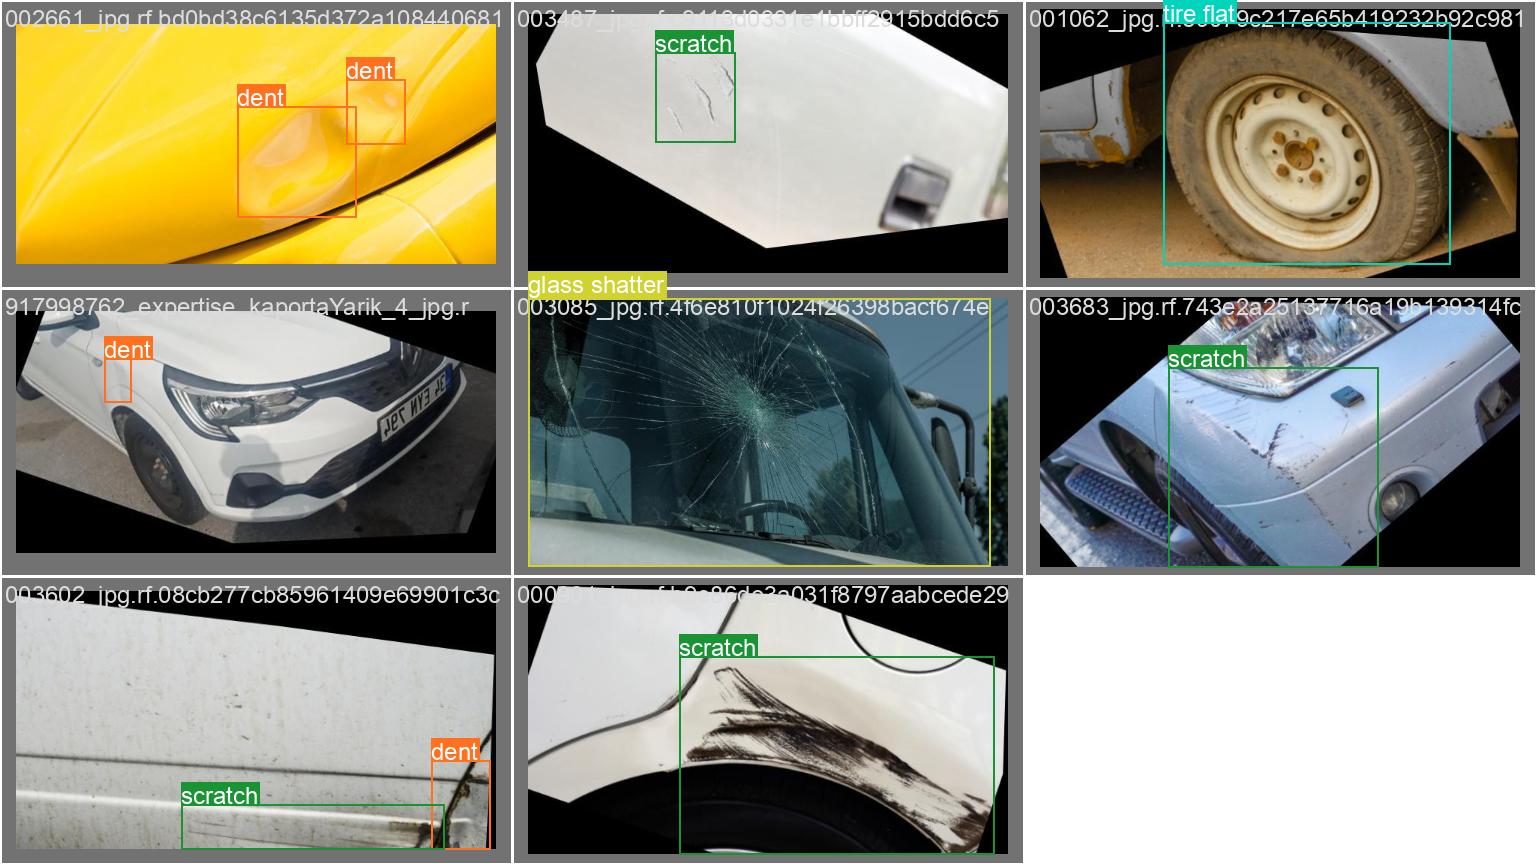 002661_jpg.rf.bd0bd38c6135d372a108440681
dent
dent
scratch
tire flat
917998762_expertise_kaportaYarik_4_jpg.r
dent
glass shatter
003085_jpg.rf.4f6e810f1024f26398bacf674e
003683_jpg.rf.743e2a25137716a19b139314fc
scratch
003602_jpg.rf.08cb277cb85961409e69901c3c
dent
scratch
scratch